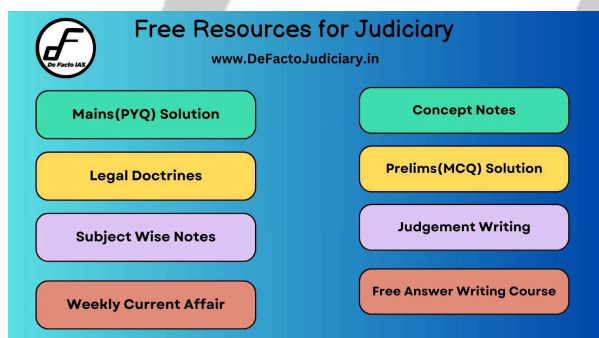 Free Resources for Judiciary
De Facto IAS
www.DeFactoJudiciary.in
Mains(PYQ) Solution
Concept Notes
Legal Doctrines
Prelims(MCQ) Solution
Subject Wise Notes
Judgement Writing
Weekly Current Affair
Free Answer Writing Course